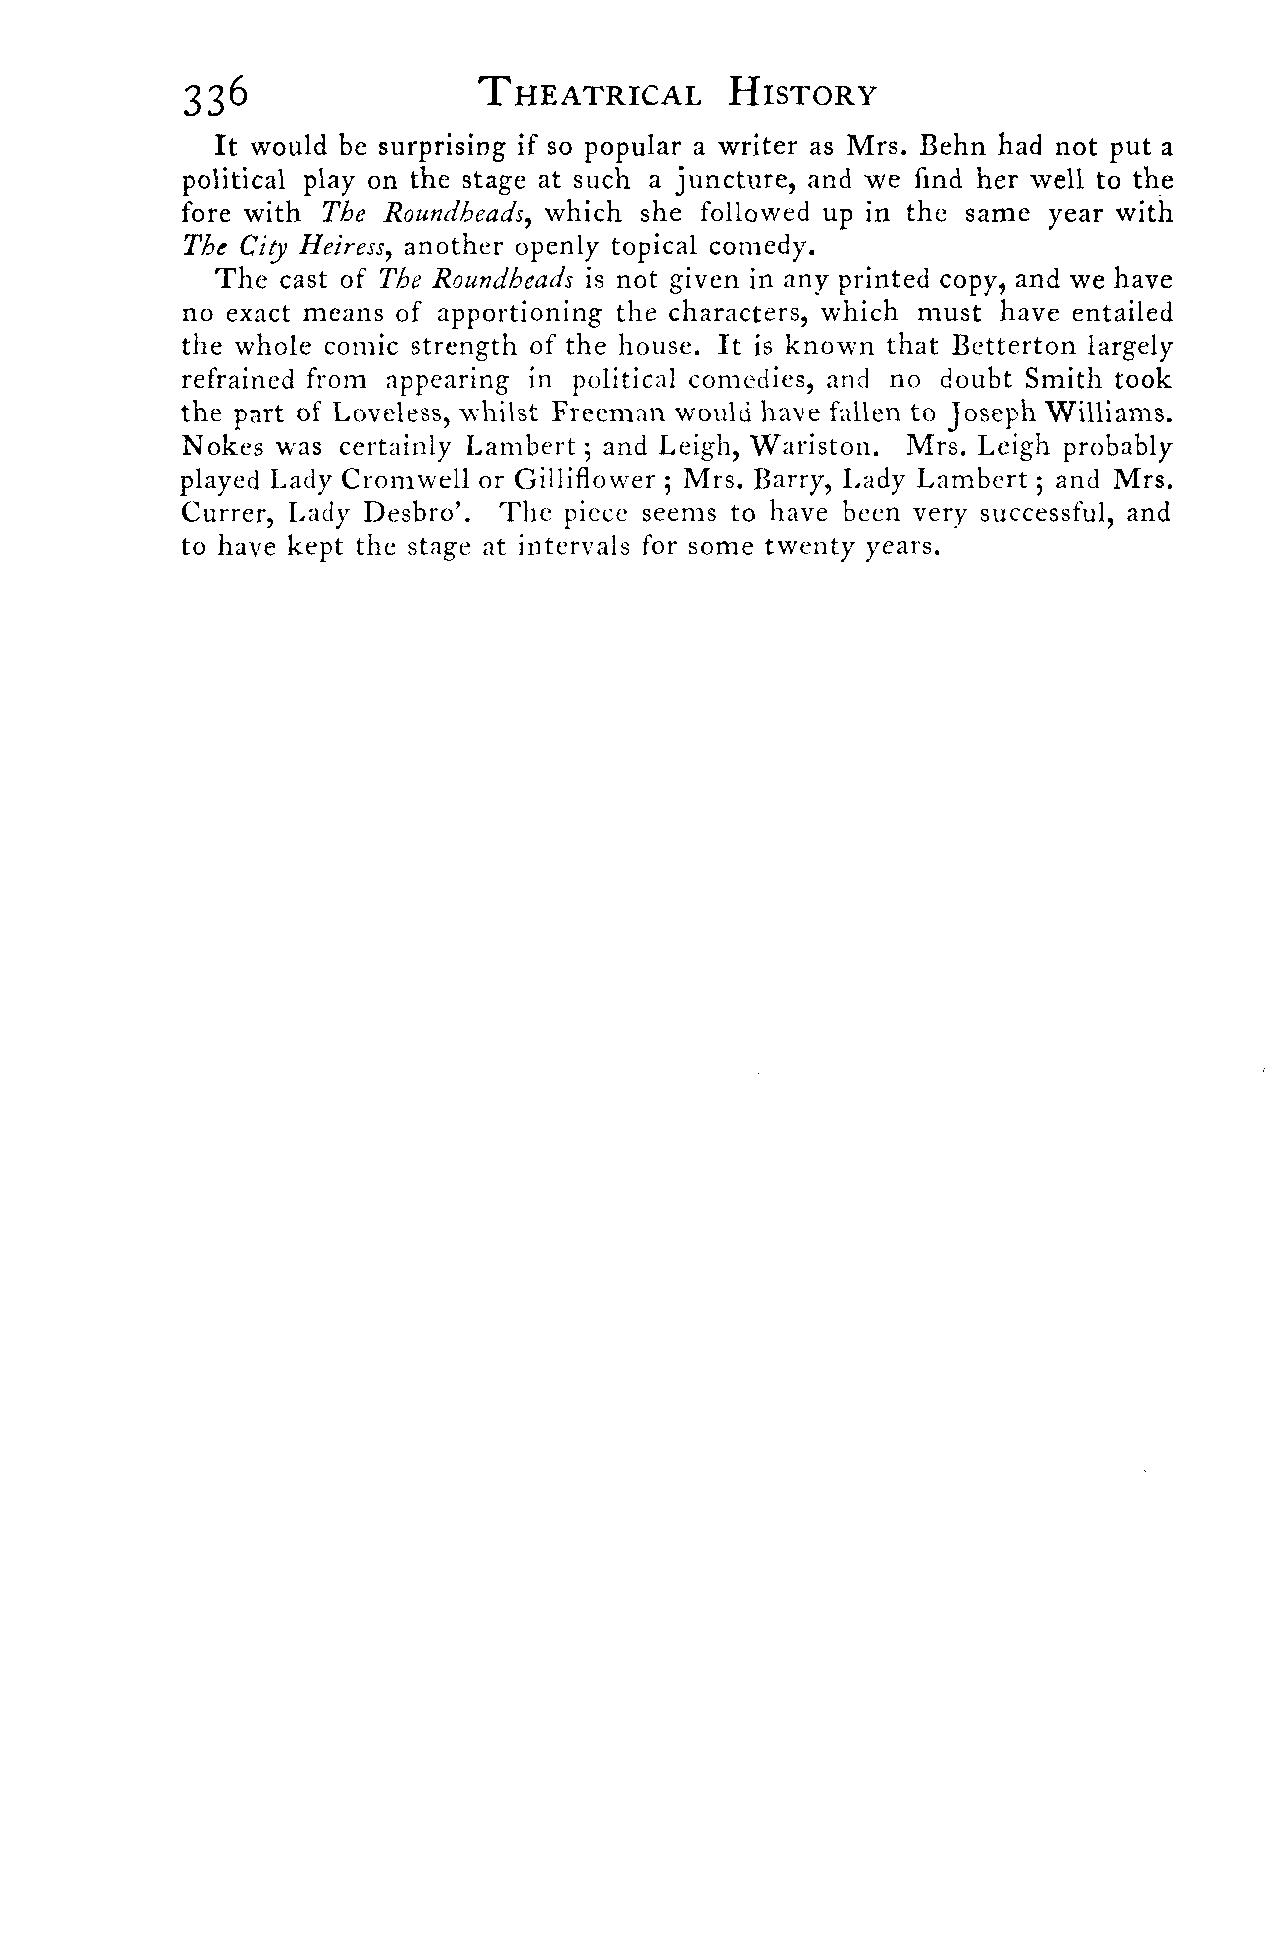 336 THEATRICAL HISTORY
It would be surprising if so popular a writer as Mrs. Behn had not put a
political play on the stage at such a juncture, and we find her well to the
fore with The Roundheads, which she followed up in the same year with
The City Heiress, another openly topical comedy.
The cast of The Roundheads is not given in any printed copy, and we have
no exact means of apportioning the characters, which must have entailed
the whole comic strength of the house. It is known that Betterton largely
refrained from appearing in political comedies, and no doubt Smith took
the part of Loveless, whilst Freeman would have fallen to Joseph Williams.
Nokes was certainly Lambert ; and Leigh, Wariston. Mrs. Leigh probably
played Lady Cromwell or Gilliflower ; Mrs. Barry, Lady Lambert ; and Mrs.
Currer, Lady Desbro'. The piece seems to have been very successful, and
to have kept the stage at intervals for some twenty years.